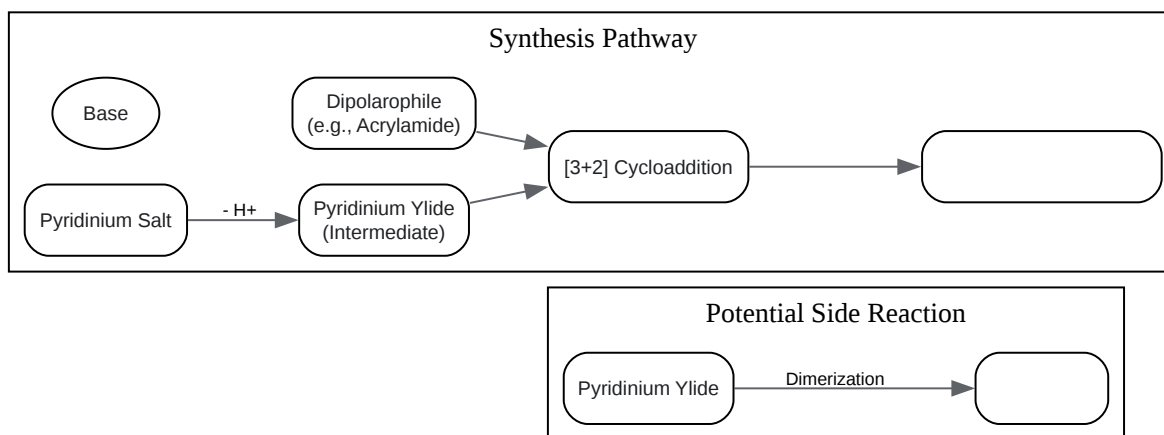 Synthesis Pathway
Base
Dipolarophile
(e.g., Acrylamide)
[3+2] Cycloaddition
Pyridinium Salt
- H+
Pyridinium Ylide
(Intermediate)
Potential Side Reaction
Pyridinium Ylide
Dimerization